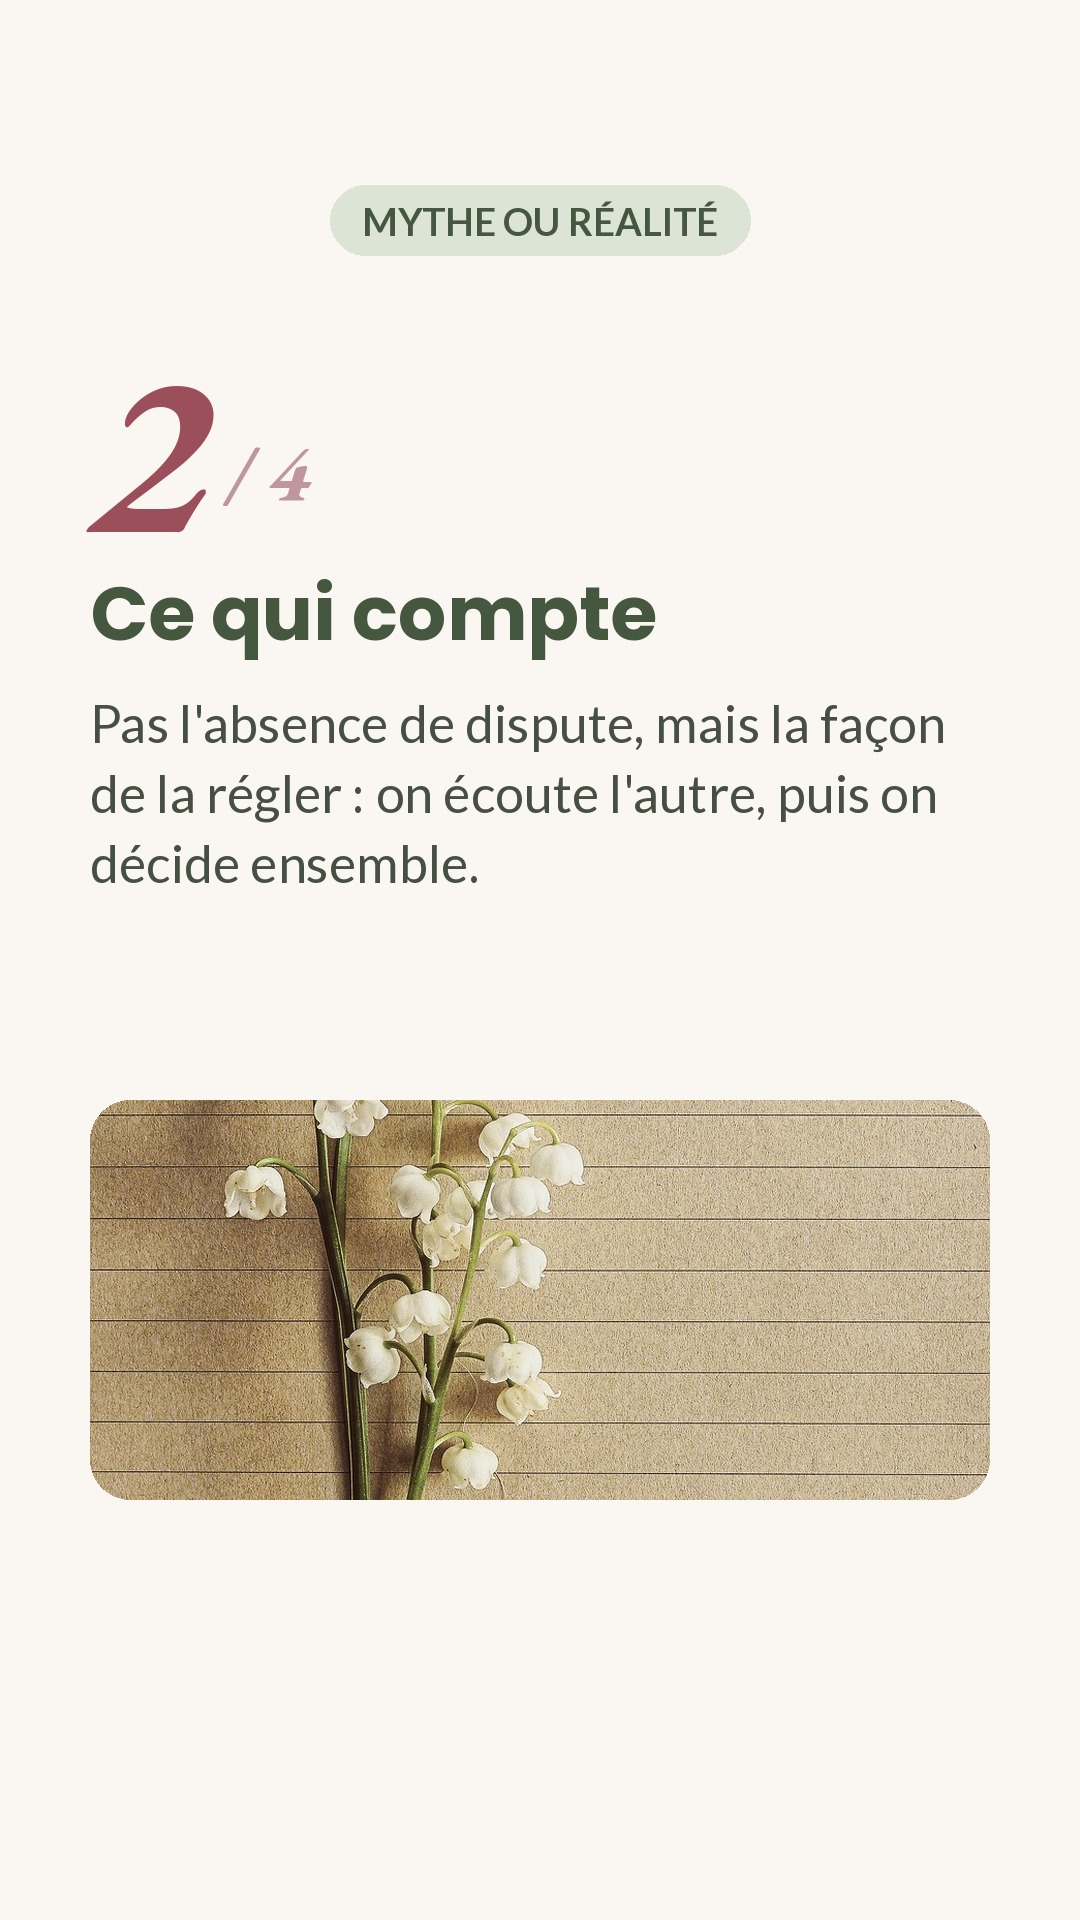 MYTHE OU RÉALITÉ
2 / 4
Ce qui compte
Pas l'absence de dispute, mais la façon
de la régler : on écoute l'autre, puis on
décide ensemble.